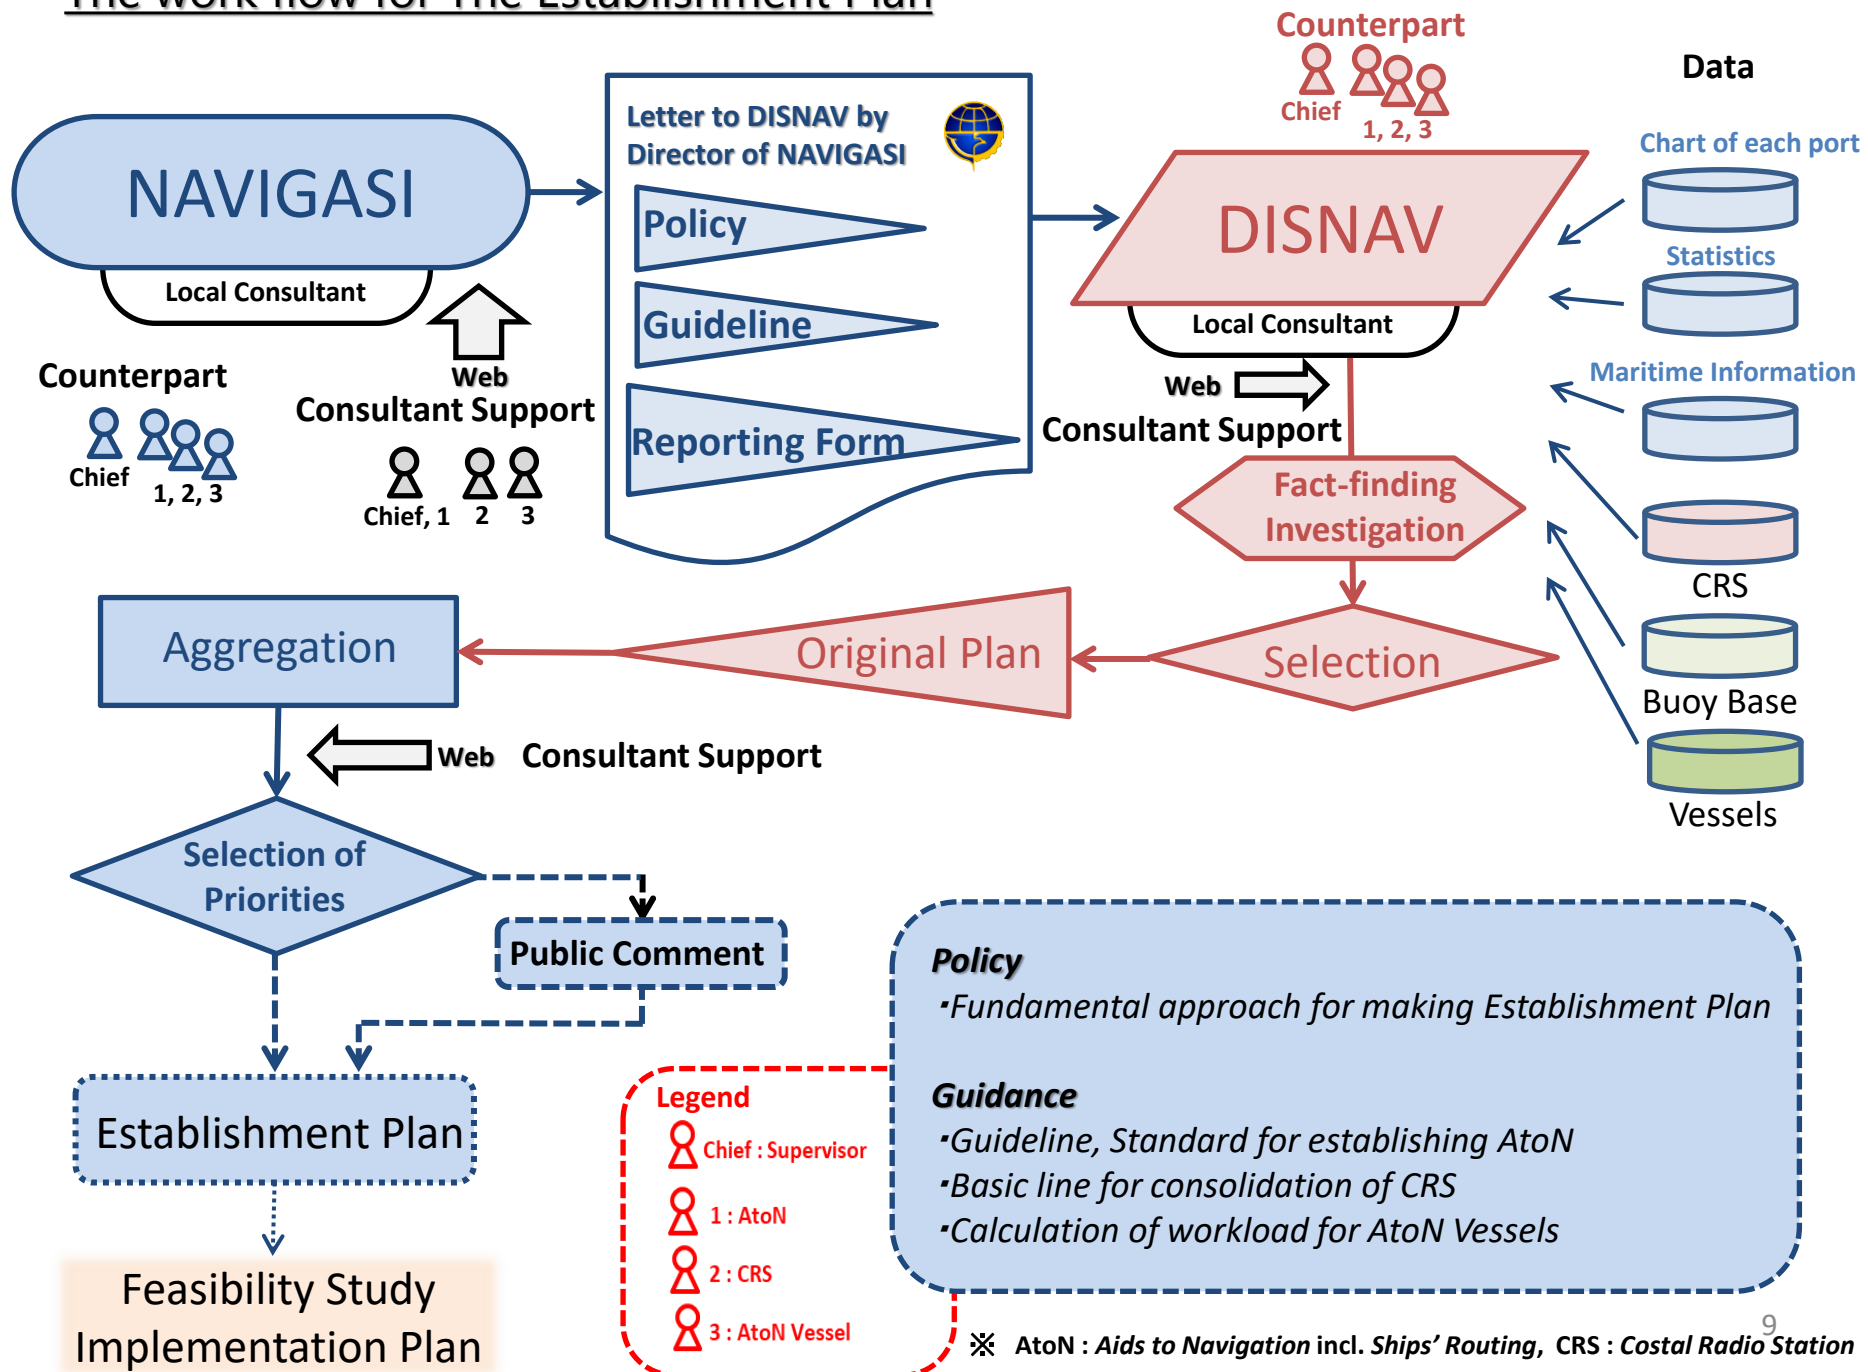 The work flow for The Establishment Plan
Counterpart
Chief
1, 2, 3
Data
NAVIGASI
Local Consultant
Letter to DISNAV by
Director of NAVIGASI
Policy
Guideline
Reporting Form
DISNAV
Local Consultant
Chart of each port
Statistics
Maritime Information
CRS
Buoy Base
Vessels
Counterpart
Chief
1, 2, 3
Web
Consultant Support
Chief, 1 2 3
Web
Consultant Support
Fact-finding
Investigation
Selection
Original Plan
Aggregation
Web Consultant Support
Selection of
Priorities
Public Comment
Establishment Plan
Feasibility Study
Implementation Plan
Legend
Chief : Supervisor
1 : AtoN
2 : CRS
3 : AtoN Vessel
Policy
・Fundamental approach for making Establishment Plan
Guidance
・Guideline, Standard for establishing AtoN
・Basic line for consolidation of CRS
・Calculation of workload for AtoN Vessels
※ AtoN : Aids to Navigation incl. Ships' Routing, CRS : Costal Radio Station
9